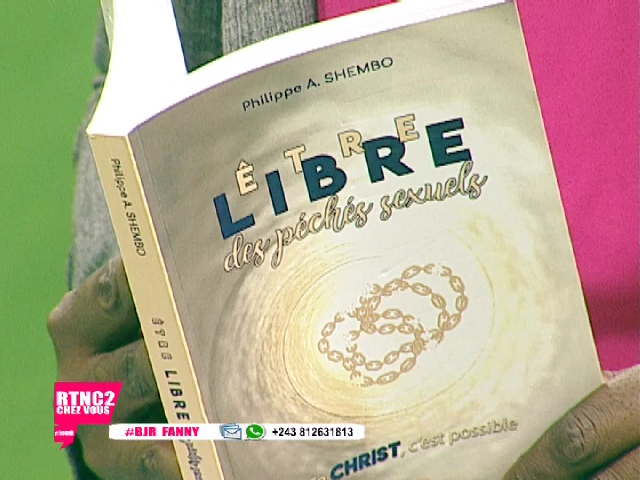 Philippe A. SHEMBO
ÊTRE
LIBRE
des péchés sexuels
CHRIST, c'est possible
Philippe A. SHEMBO
ÊTRE LIBRE
RTNC2
CHEZ VOUS
#BJR FANNY
+243 812631813